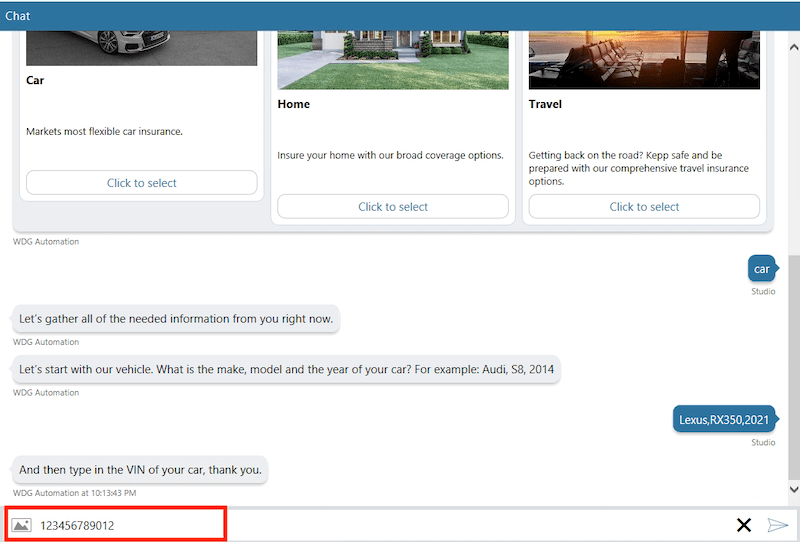 Chat
Car
Markets most flexible car insurance.
Click to select
Home
Insure your home with our broad coverage options.
Click to select
Travel
Getting back on the road? Kepp safe and be
prepared with our comprehensive travel insurance
options.
Click to select
WDG Automation
car
Studio
Let's gather all of the needed information from you right now.
WDG Automation
Let's start with our vehicle. What is the make, model and the year of your car? For example: Audi, S8, 2014
WDG Automation
Lexus,RX350,2021
Studio
And then type in the VIN of your car, thank you.
WDG Automation at 10:13:43 PM
123456789012